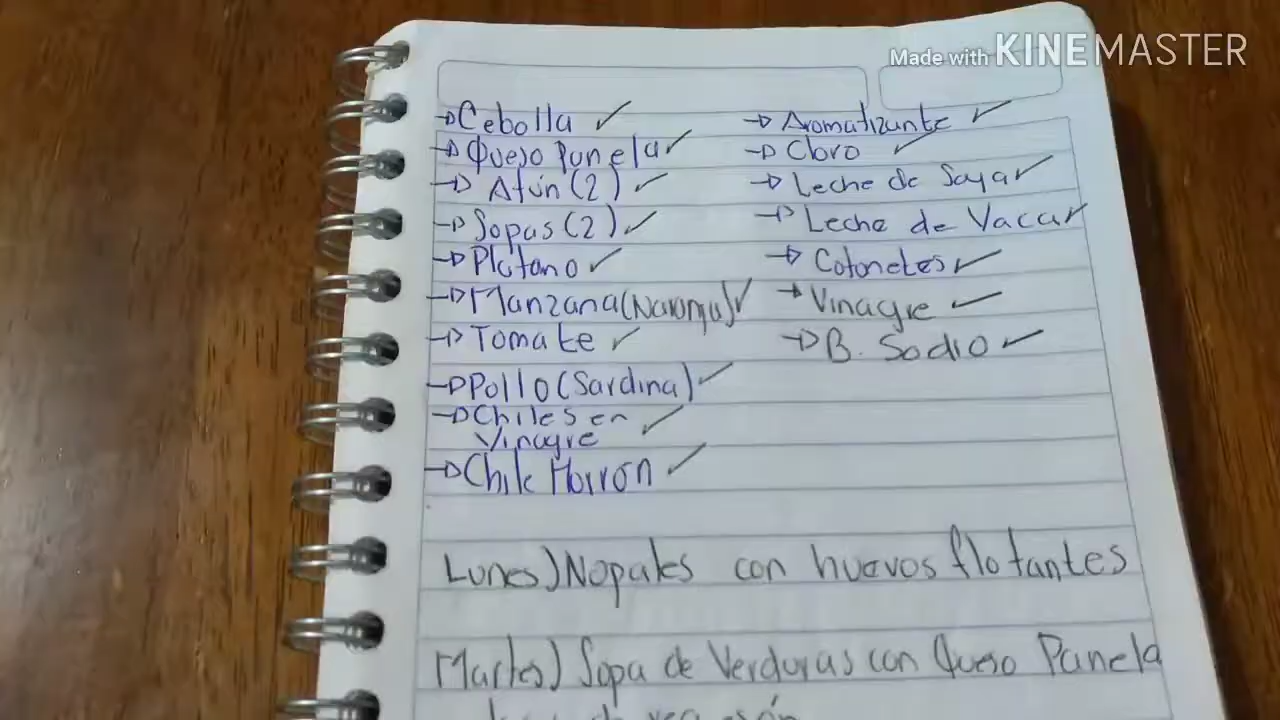 Made with KINEMASTER
Cebolla ✓
Queso Panela ✓
Atún (2) ✓
Sopas (2) ✓
Platano ✓
Manzana (Naranja) ✓
Tomate ✓
Pollo (Sardina) ✓
Chiles en
Vinagre ✓
Chile Morron ✓
Aromatizante ✓
Cloro ✓
Leche de Soya ✓
Leche de Vaca ✓
Cotonetes ✓
Vinagre ✓
B. Sodio ✓
Lunes) Nopales con huevos flotantes
Martes) Sopa de Verduras con Queso Panela